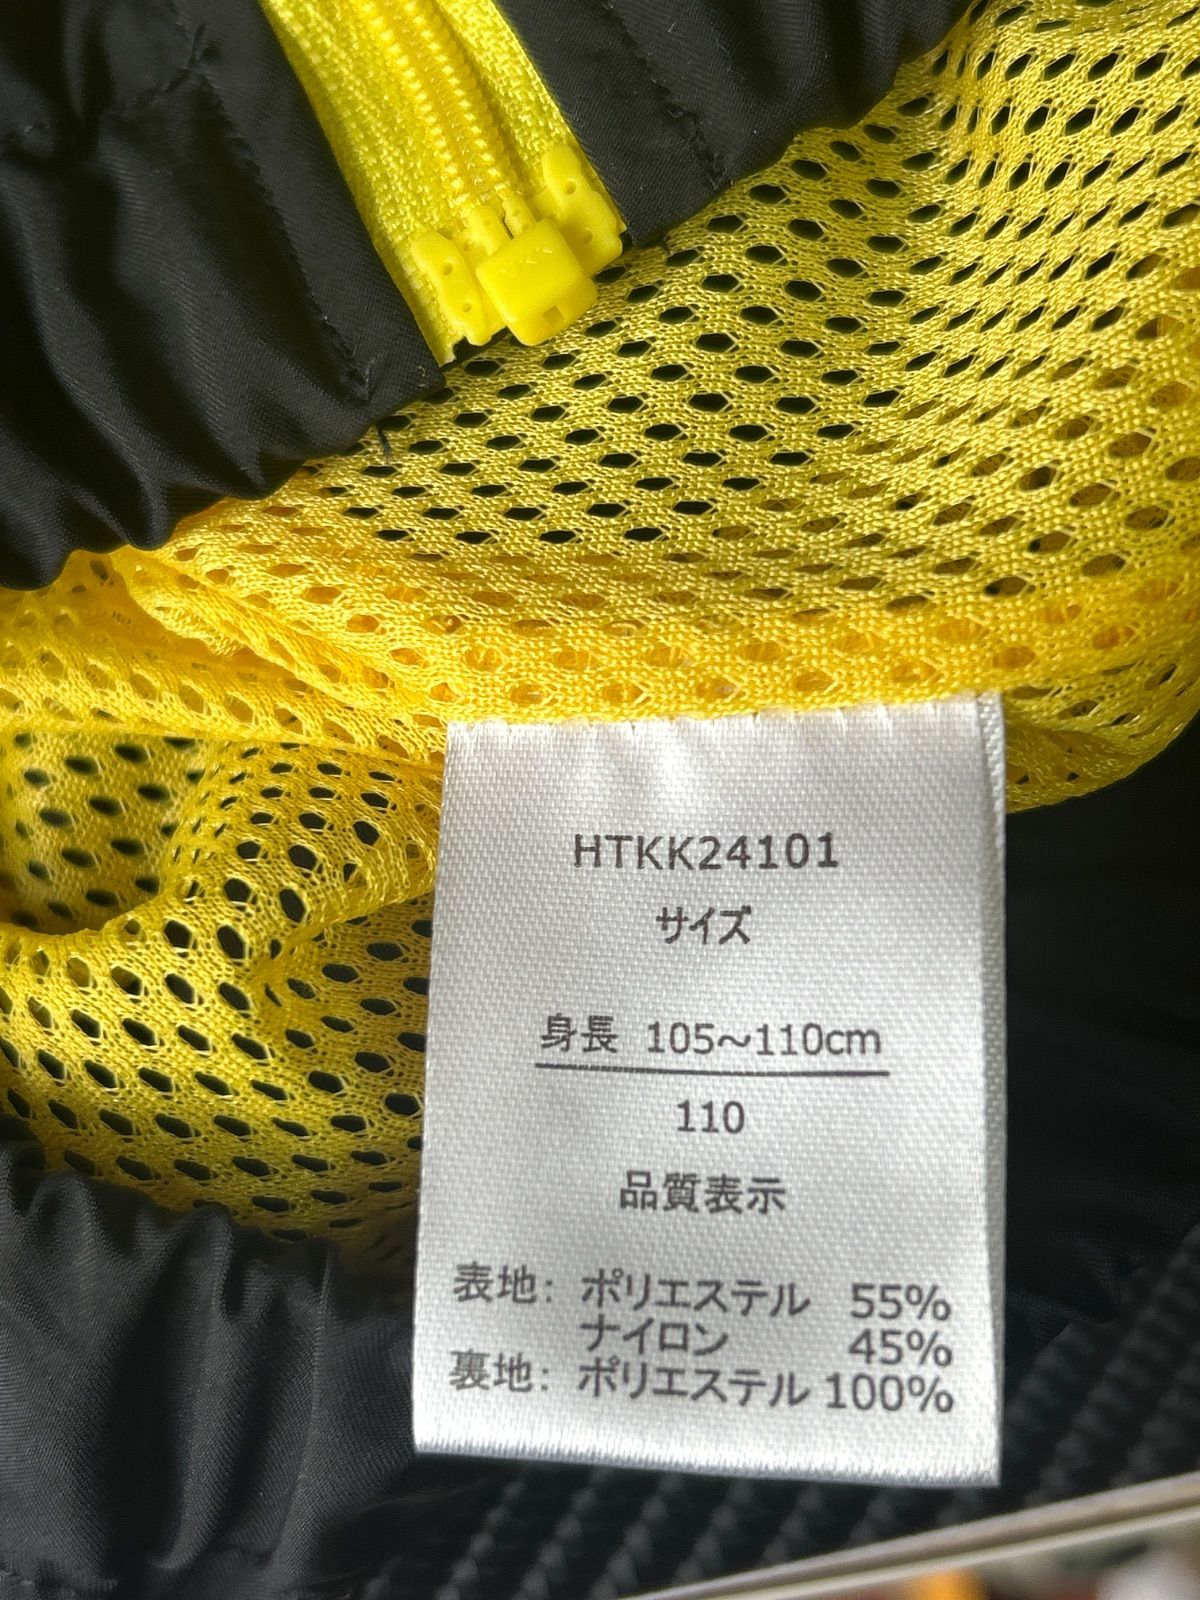 HTKK24101
サイズ
身長 105〜110cm
110
品質表示
表地: ポリエステル 55%
ナイロン 45%
裏地: ポリエステル 100%